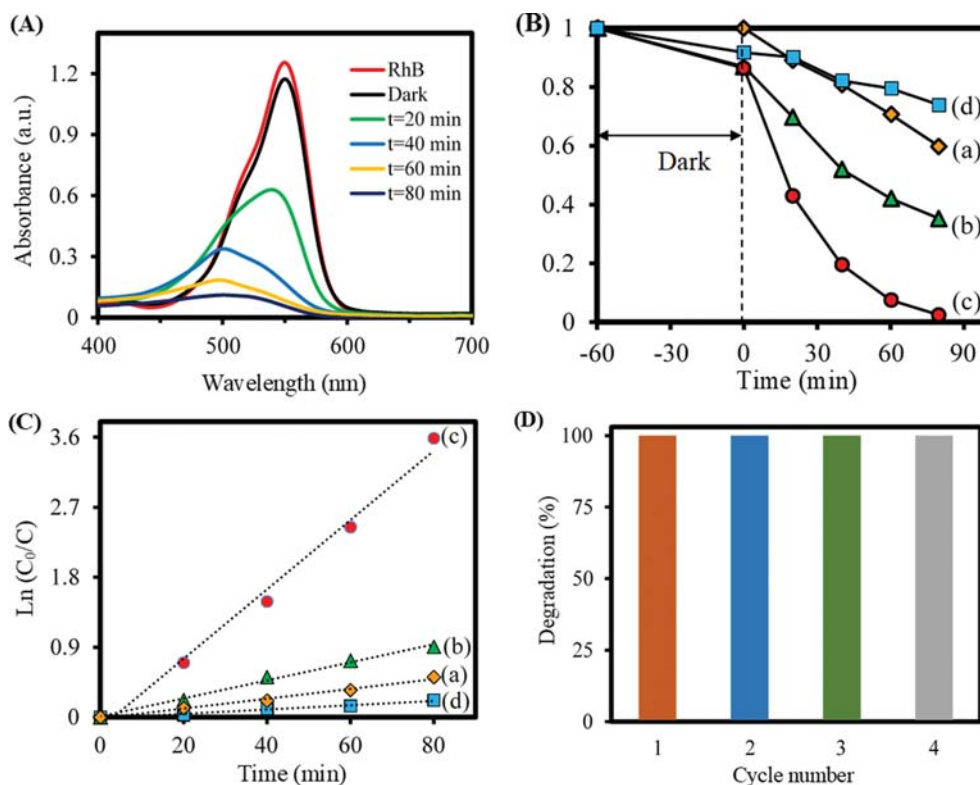 (A)
1.2
0.9
0.6
0.3
0
Absorbance (a.u.)
RhB
Dark
t=20 min
t=40 min
t=60 min
t=80 min
400 500 600 700
Wavelength (nm)
(B)
1
0.8
0.6
0.4
0.2
0
Dark
(d)
(a)
(b)
(c)
-60 -30 0 30 60 90
Time (min)
(C)
3.6
2.7
1.8
0.9
0
Ln (C₀/C)
(c)
(b)
(a)
(d)
0 20 40 60 80
Time (min)
(D)
100
75
50
25
0
Degradation (%)
1 2 3 4
Cycle number